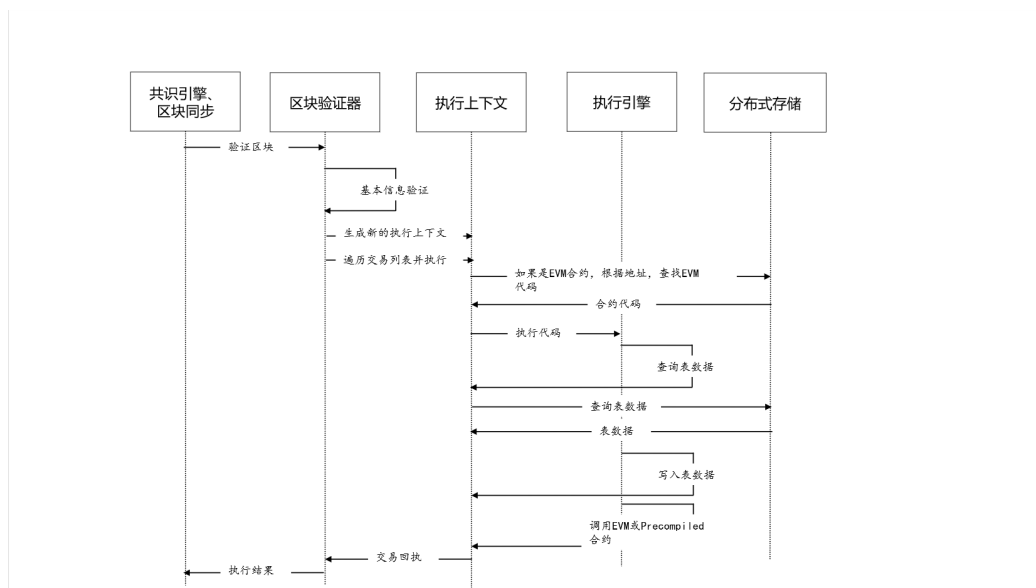 共识引擎、
区块同步
区块验证器
执行上下文
执行引擎
分布式存储
验证区块
基本信息验证
生成新的执行上下文
遍历交易列表并执行
如果是EVM合约，根据地址，查找EVM
代码
合约代码
执行代码
查询表数据
查询表数据
表数据
写入表数据
调用EVM或Precompiled
合约
交易回执
执行结果